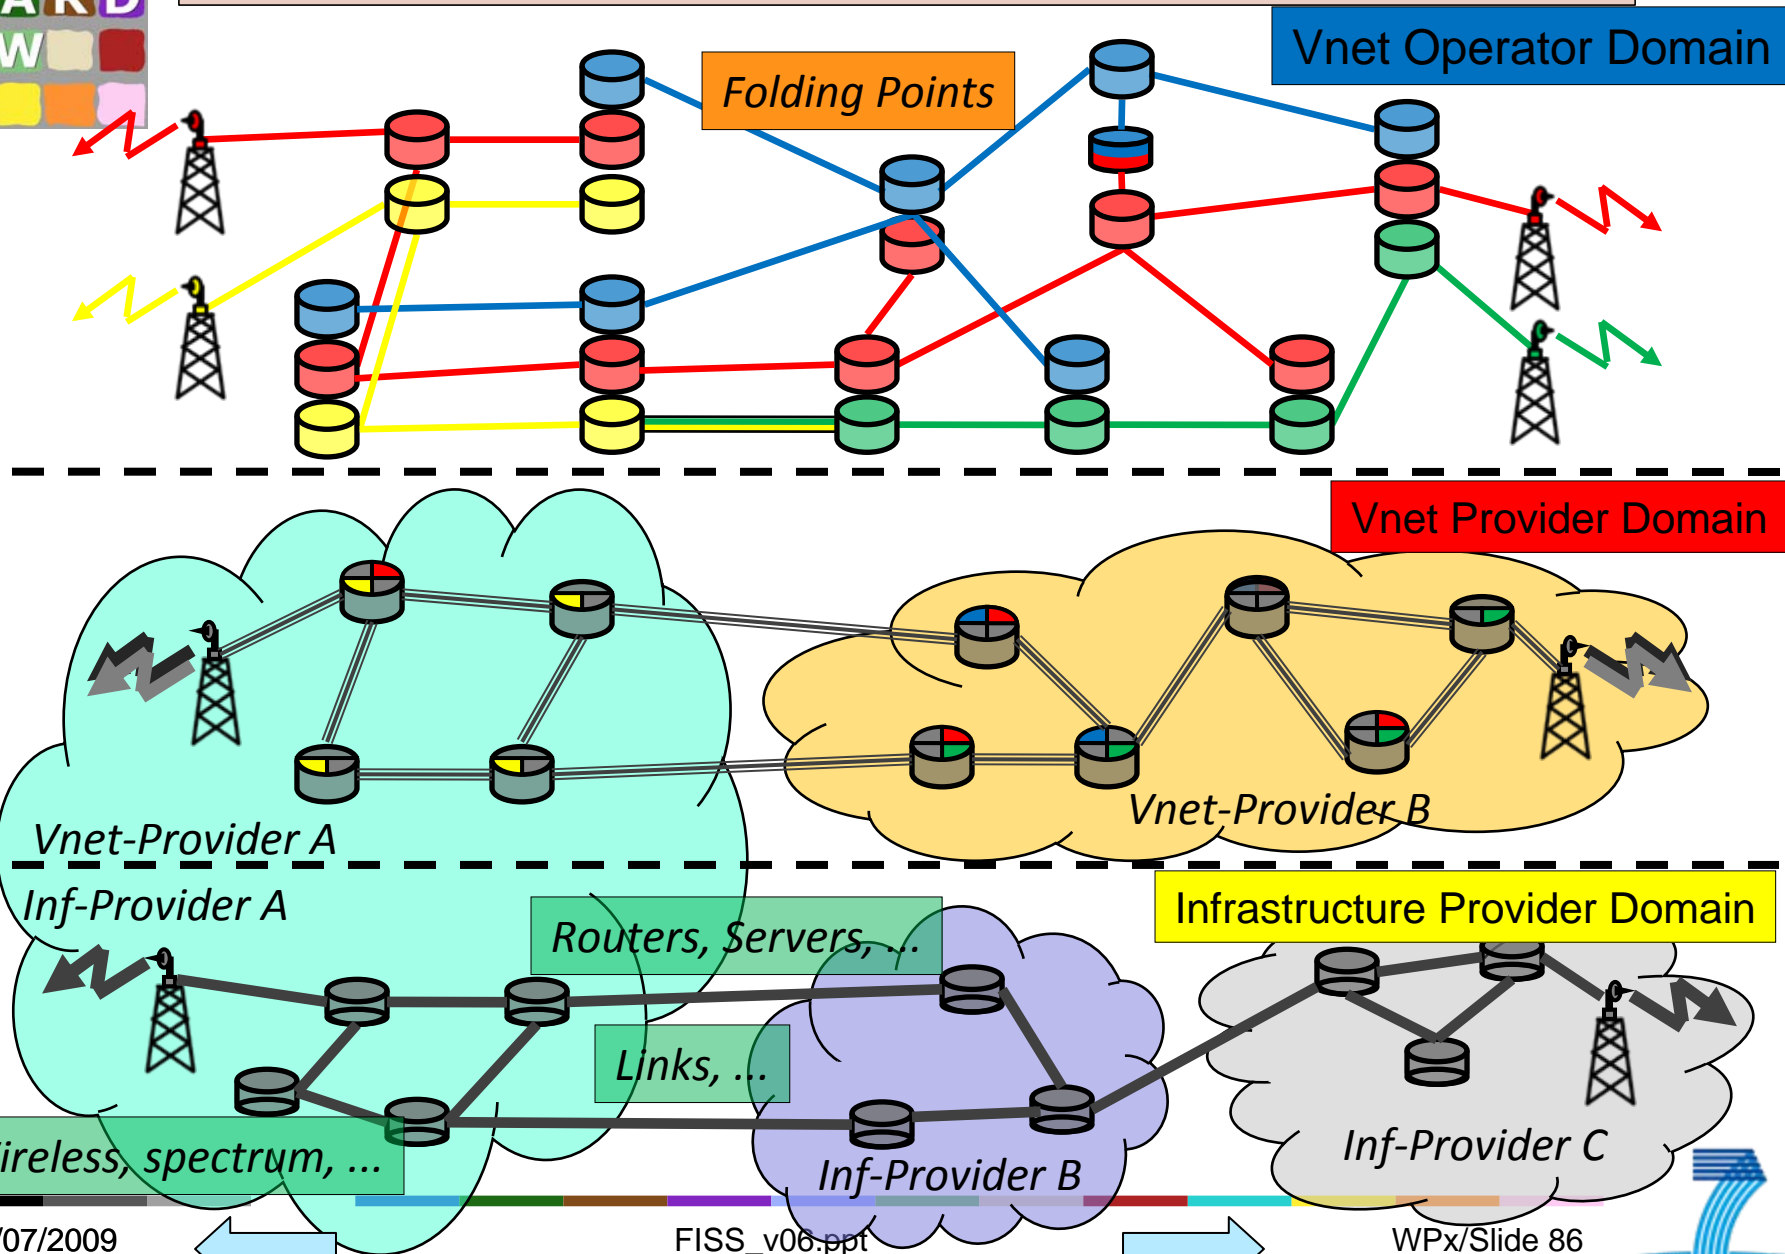 ARD
W
Vnet Operator Domain
Folding Points
Vnet Provider Domain
Vnet-Provider A
Vnet-Provider B
Inf-Provider A
Infrastructure Provider Domain
Routers, Servers, ...
Links, ...
ireless, spectrum, ...
Inf-Provider B
Inf-Provider C
/07/2009
FISS_v06.ppt
WPx/Slide 86